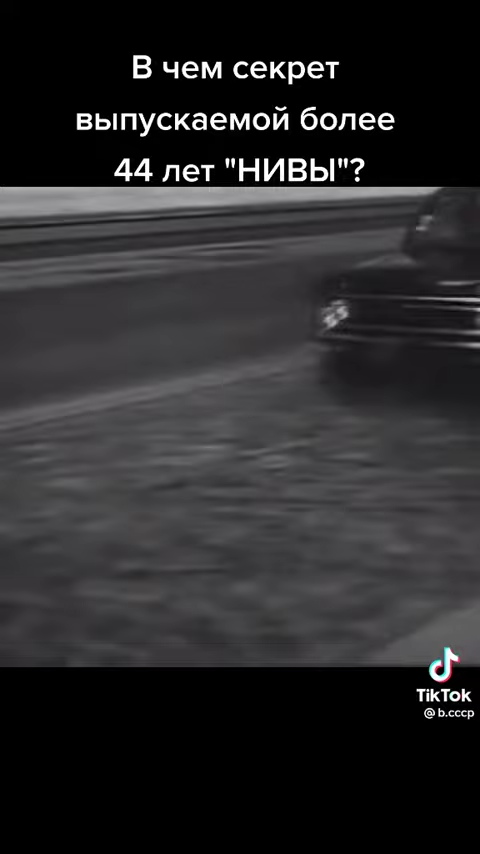 В чем секрет
выпускаемой более
44 лет "НИВЫ"?
TikTok
@b.cccp